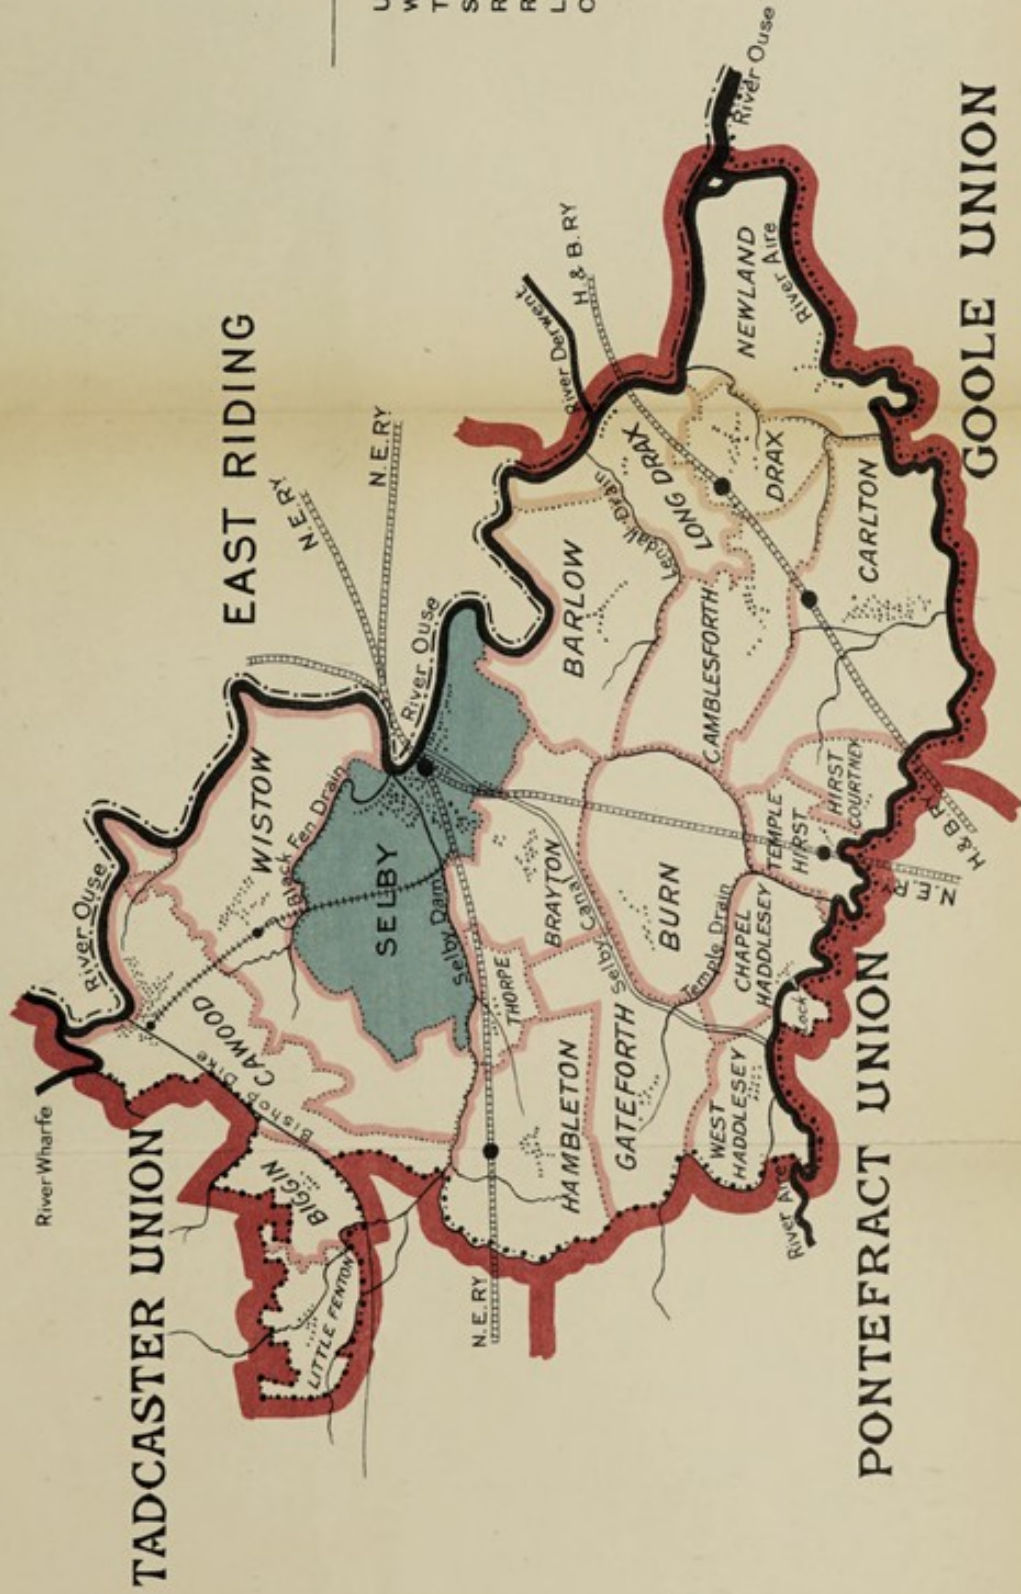 U
W
T
S
R
R
L
C
River Wharfe
TADCASTER UNION
River Ouse
EAST RIDING
N.E.RY
N.E.RY
River Ouse
WISTOW
Black Fen Drain
CAWOOD
Bishop Dike
BIGGIN
LITTLE FENTON
SELBY
Selby Dam
N.E.RY
HAMBLETON
THORPE
BRAYTON
Selby Canal
GATEFORTH
BURN
Temple Drain
WEST
HADDLESEY
CHAPEL
HADDLESEY
Lock
TEMPLE
HIRST
HIRST
COURTNEY
BARLOW
Lendall Drain
CAMBLESFORTH
LONG DRAX
DRAX
CARLTON
NEWLAND
River Aire
River Derwent
H. & B. RY
River Ouse
GOOLE UNION
H.& B.RY
N.E.RY
River Aire
PONTEFRACT UNION